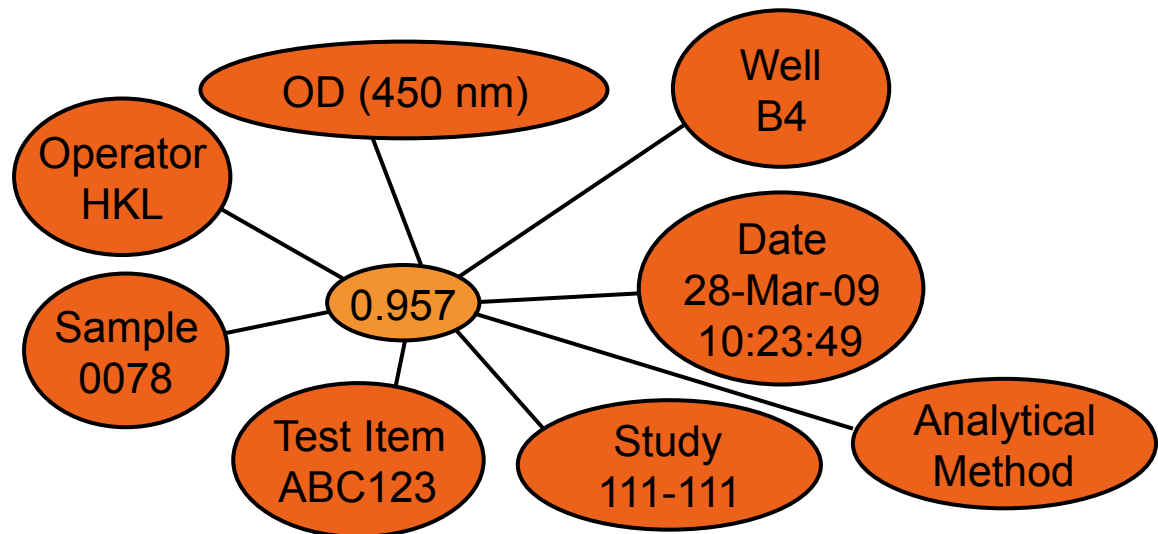 OD (450 nm)
Well
B4
Operator
HKL
Date
28-Mar-09
10:23:49
0.957
Sample
0078
Test Item
ABC123
Study
111-111
Analytical
Method